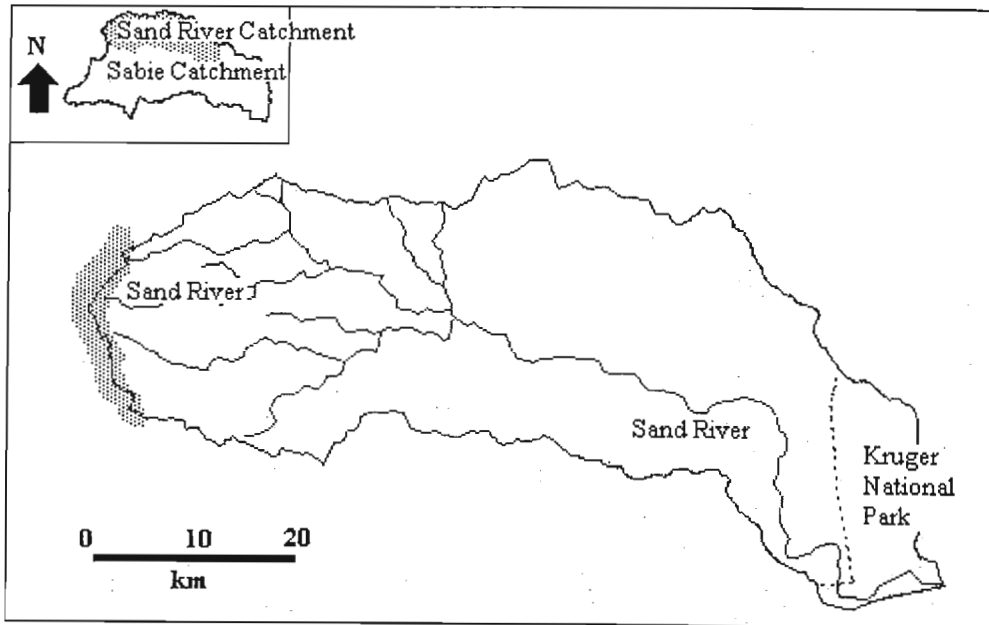 Sand River Catchment
N
Sabie Catchment
Sand River
Sand River
Kruger
National
Park
0 10 20
km